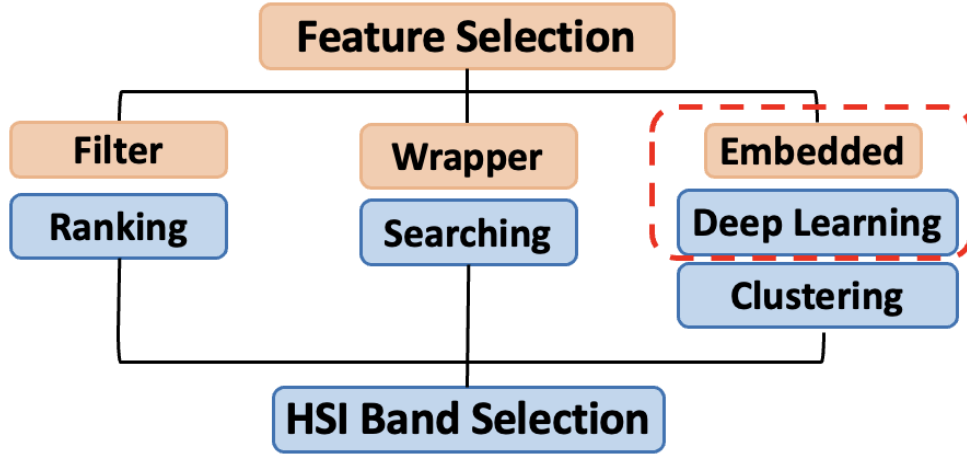 Feature Selection
Filter
Wrapper
Embedded
Ranking
Searching
Deep Learning
Clustering
HSI Band Selection